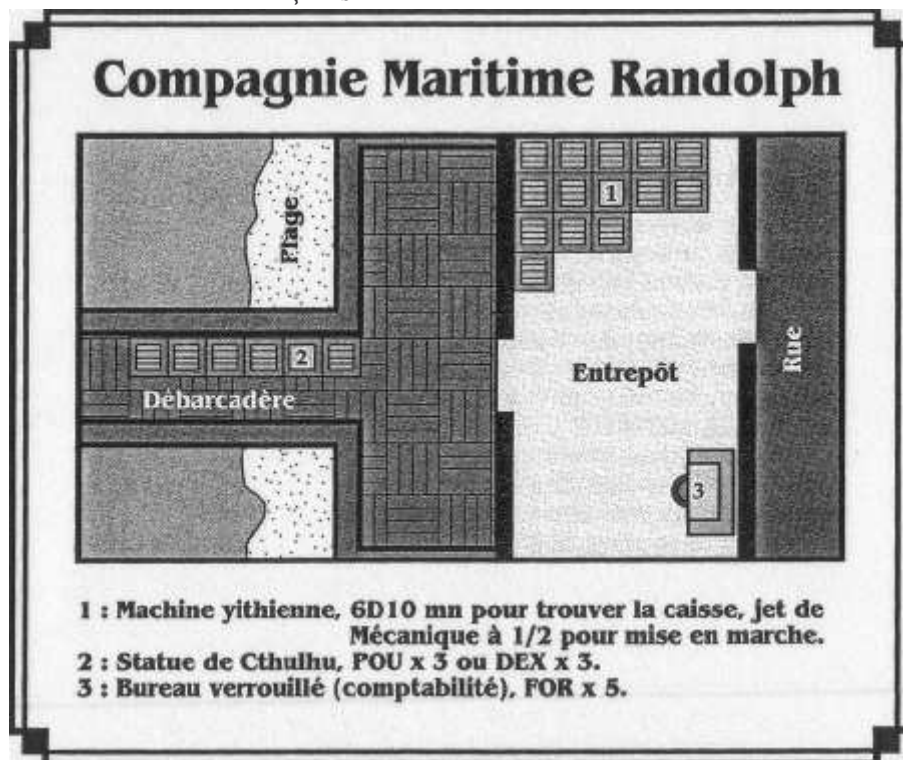 Compagnie Maritime Randolph
Plage
1
2
Débarcadère
Entrepôt
Rue
3
1 : Machine yithienne, 6D10 mn pour trouver la caisse, jet de
Mécanique à 1/2 pour mise en marche.
2 : Statue de Cthulhu, POU x 3 ou DEX x 3.
3 : Bureau verrouillé (comptabilité), FOR x 5.